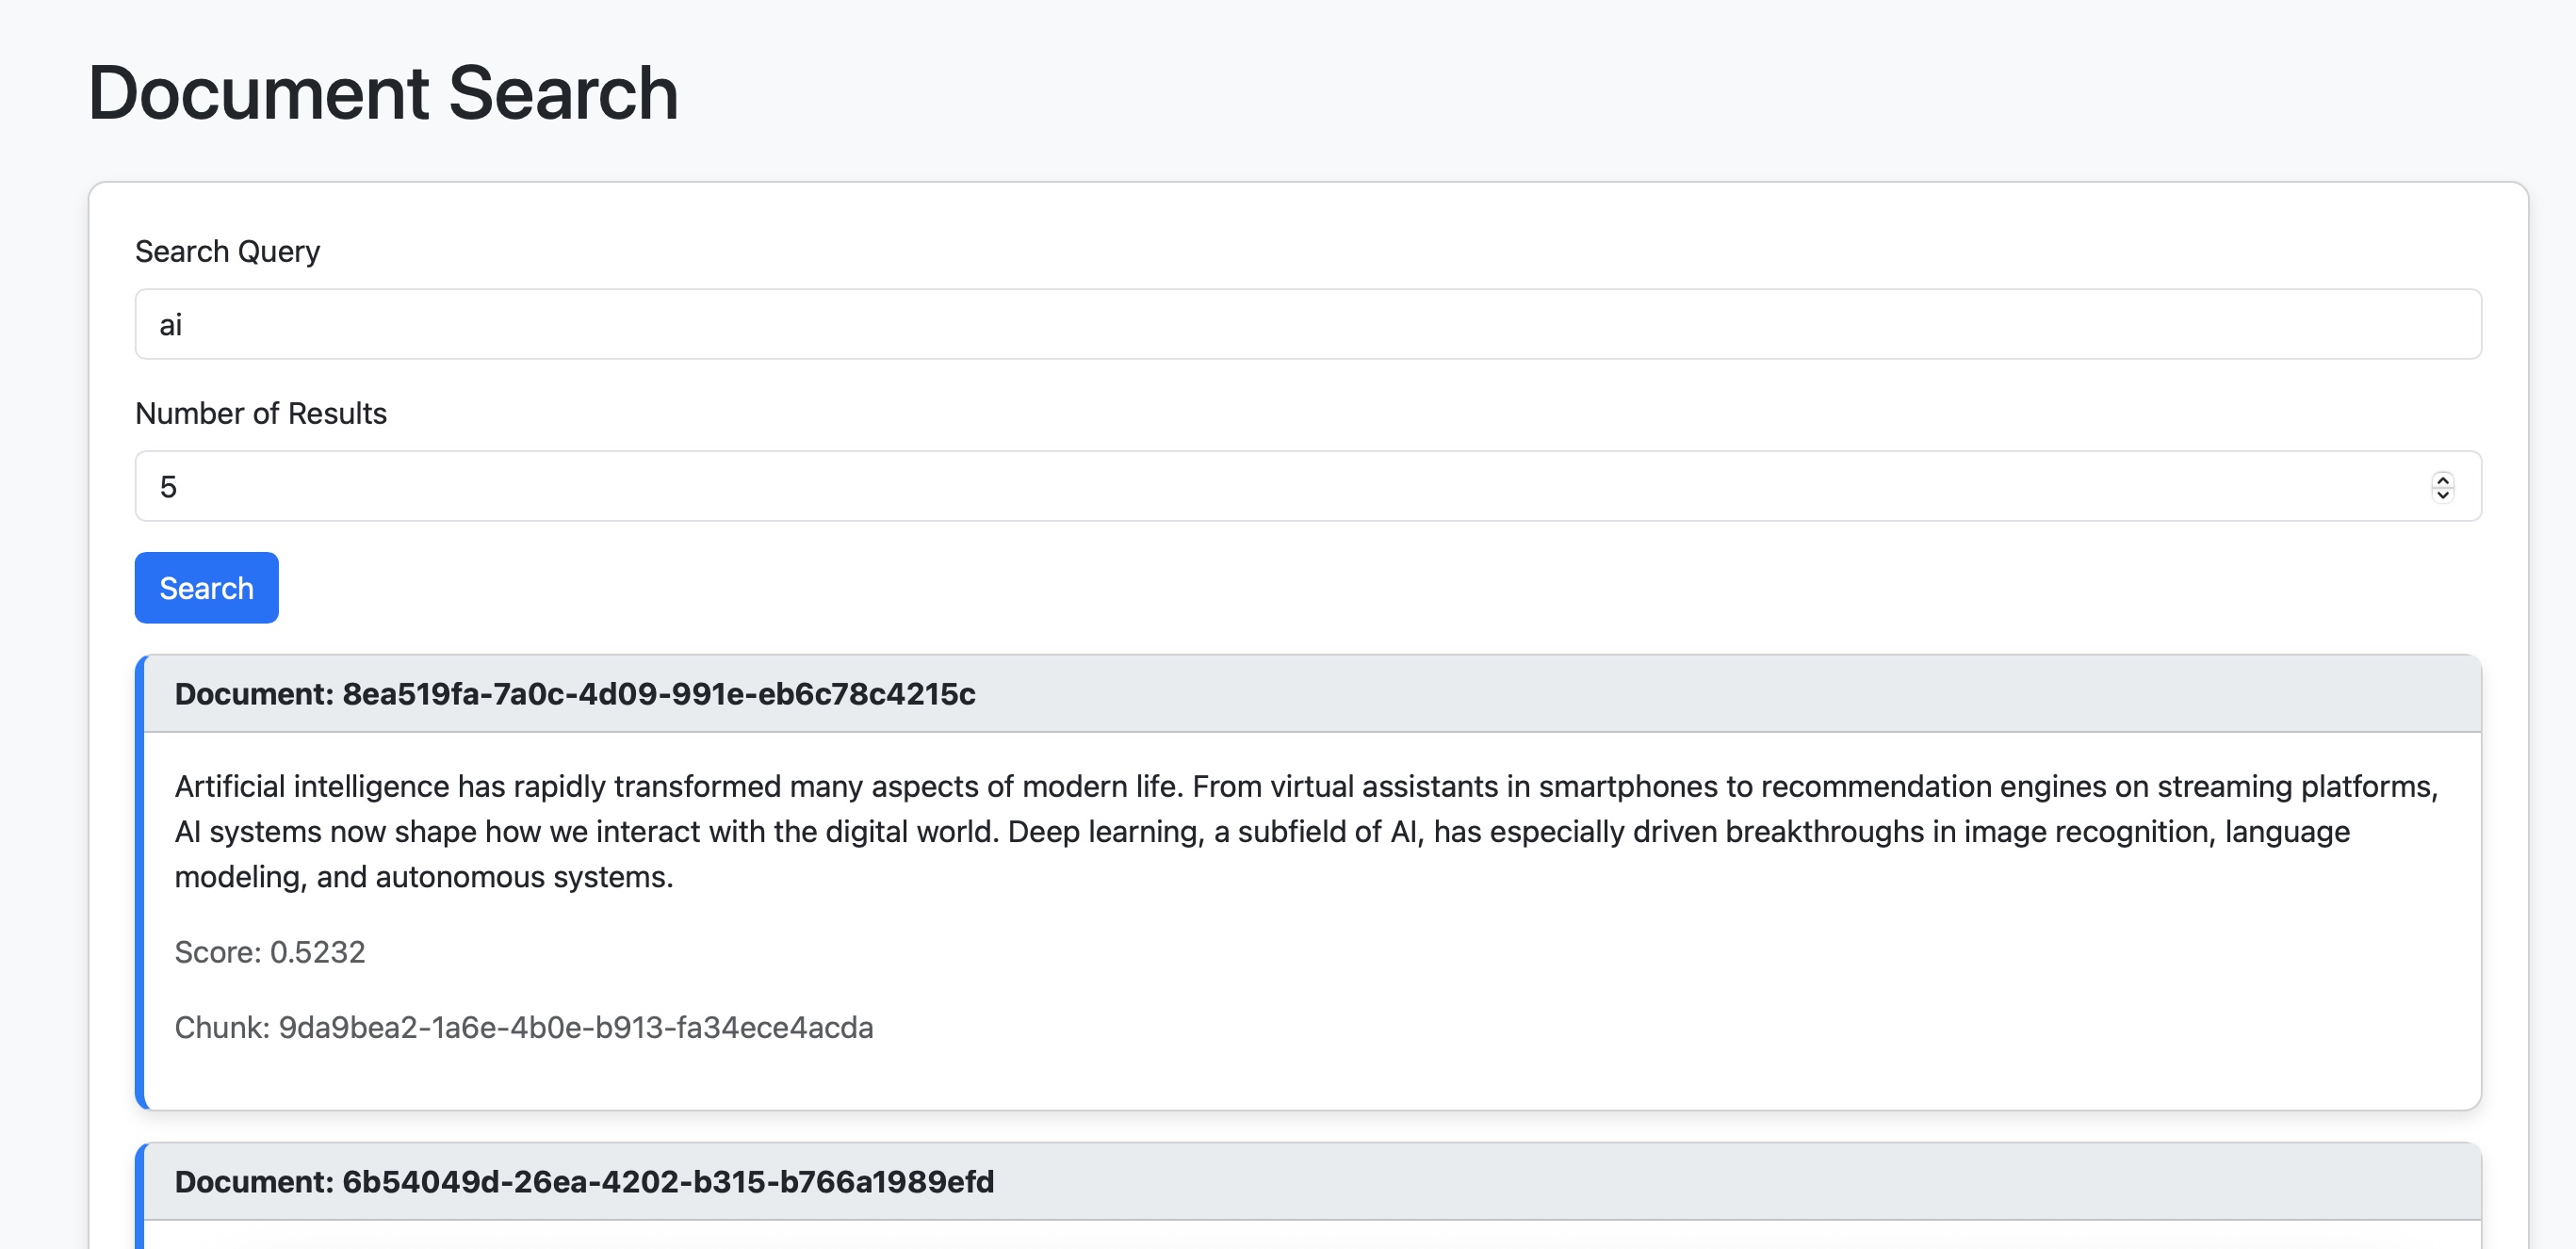 Document Search
Search Query
ai
Number of Results
5
Search
Document: 8ea519fa-7a0c-4d09-991e-eb6c78c4215c
Artificial intelligence has rapidly transformed many aspects of modern life. From virtual assistants in smartphones to recommendation engines on streaming platforms,
AI systems now shape how we interact with the digital world. Deep learning, a subfield of AI, has especially driven breakthroughs in image recognition, language
modeling, and autonomous systems.
Score: 0.5232
Chunk: 9da9bea2-1a6e-4b0e-b913-fa34ece4acda
Document: 6b54049d-26ea-4202-b315-b766a1989efd